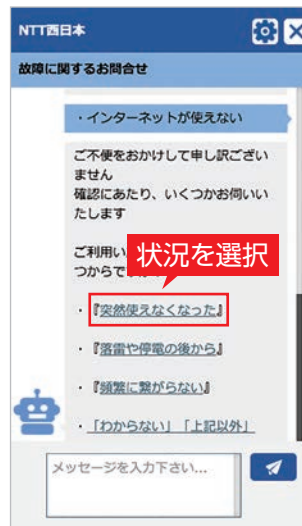 NTT西日本
故障に関するお問合せ
・インターネットが使えない
ご不便をおかけして申し訳ござい
ません
確認にあたり、いくつかお伺いい
たします
ご利用い
状況を選択
つからで
・『突然使えなくなった』
・『落雷や停電の後から』
・『頻繁に繋がらない』
・「わからない」「上記以外」
メッセージを入力下さい...